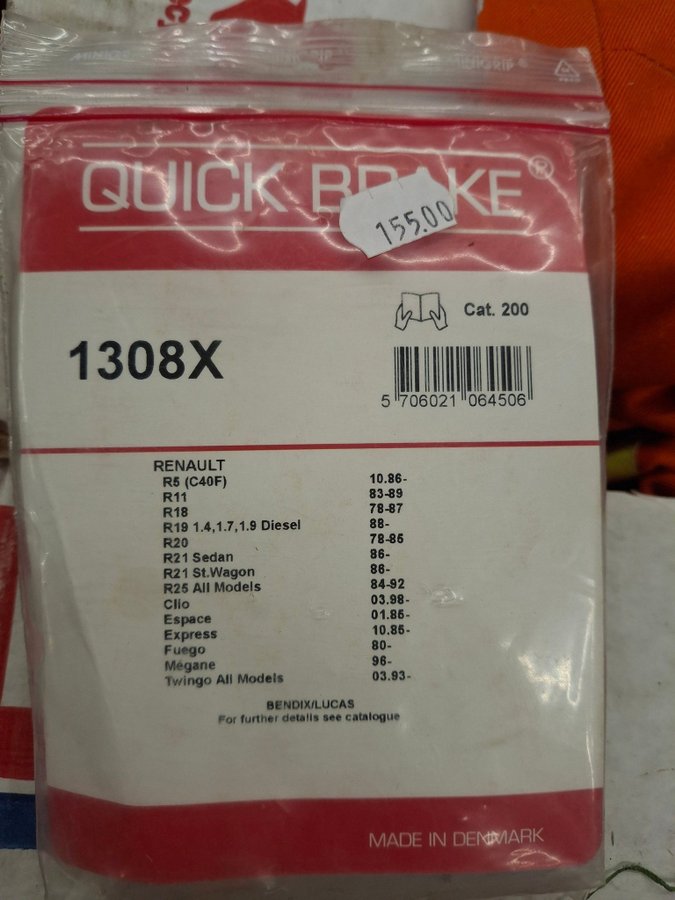 QUICK BRAKE®
155.00
Cat. 200
1308X
5 706021 064506
RENAULT
R5 (C40F) 10.86-
R11 83-89
R18 78-87
R19 1.4,1.7,1.9 Diesel 88-
R20 78-85
R21 Sedan 86-
R21 St.Wagon 86-
R25 All Models 84-92
Clio 03.98-
Espace 01.85-
Express 10.85-
Fuego 80-
Mégane 96-
Twingo All Models 03.93-
BENDIX/LUCAS
For further details see catalogue
MADE IN DENMARK